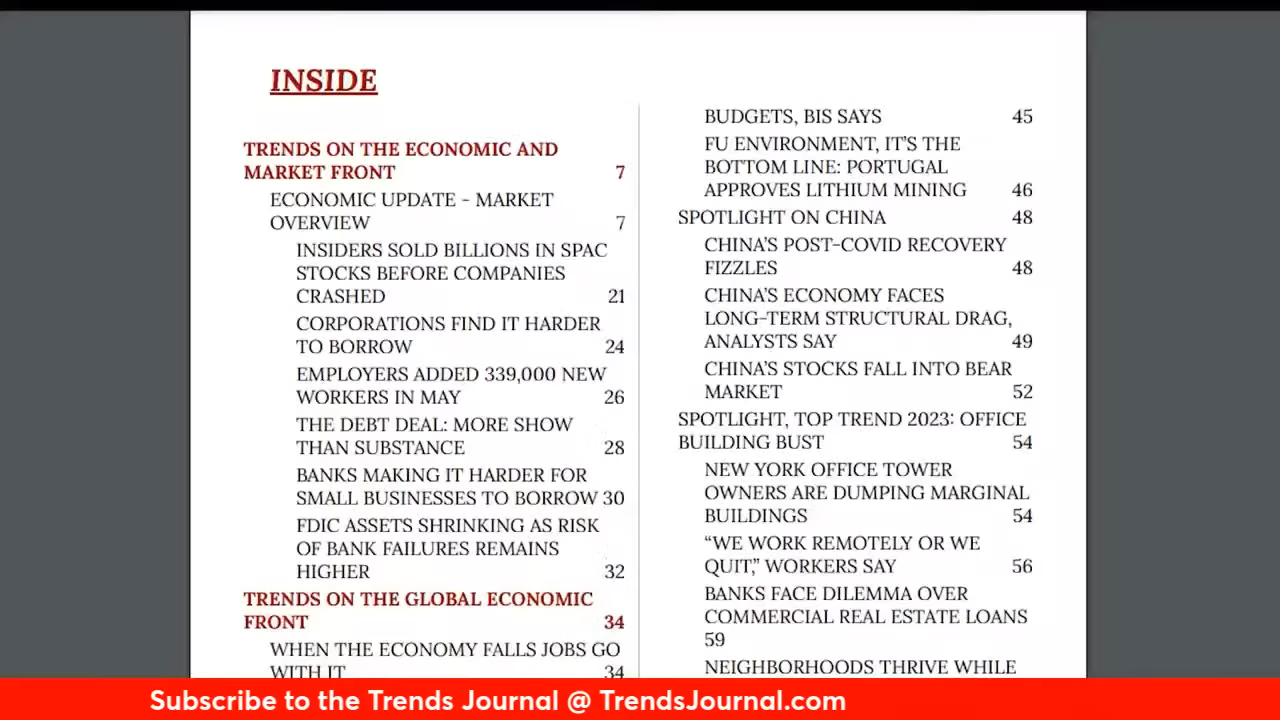 INSIDE
TRENDS ON THE ECONOMIC AND
MARKET FRONT 7
ECONOMIC UPDATE - MARKET
OVERVIEW 7
INSIDERS SOLD BILLIONS IN SPAC
STOCKS BEFORE COMPANIES
CRASHED 21
CORPORATIONS FIND IT HARDER
TO BORROW 24
EMPLOYERS ADDED 339,000 NEW
WORKERS IN MAY 26
THE DEBT DEAL: MORE SHOW
THAN SUBSTANCE 28
BANKS MAKING IT HARDER FOR
SMALL BUSINESSES TO BORROW 30
FDIC ASSETS SHRINKING AS RISK
OF BANK FAILURES REMAINS
HIGHER 32
TRENDS ON THE GLOBAL ECONOMIC
FRONT 34
WHEN THE ECONOMY FALLS JOBS GO
WITH IT 34
BUDGETS, BIS SAYS 45
FU ENVIRONMENT, IT'S THE
BOTTOM LINE: PORTUGAL
APPROVES LITHIUM MINING 46
SPOTLIGHT ON CHINA 48
CHINA'S POST-COVID RECOVERY
FIZZLES 48
CHINA'S ECONOMY FACES
LONG-TERM STRUCTURAL DRAG,
ANALYSTS SAY 49
CHINA'S STOCKS FALL INTO BEAR
MARKET 52
SPOTLIGHT, TOP TREND 2023: OFFICE
BUILDING BUST 54
NEW YORK OFFICE TOWER
OWNERS ARE DUMPING MARGINAL
BUILDINGS 54
“WE WORK REMOTELY OR WE
QUIT,” WORKERS SAY 56
BANKS FACE DILEMMA OVER
COMMERCIAL REAL ESTATE LOANS
59
NEIGHBORHOODS THRIVE WHILE
Subscribe to the Trends Journal @ TrendsJournal.com